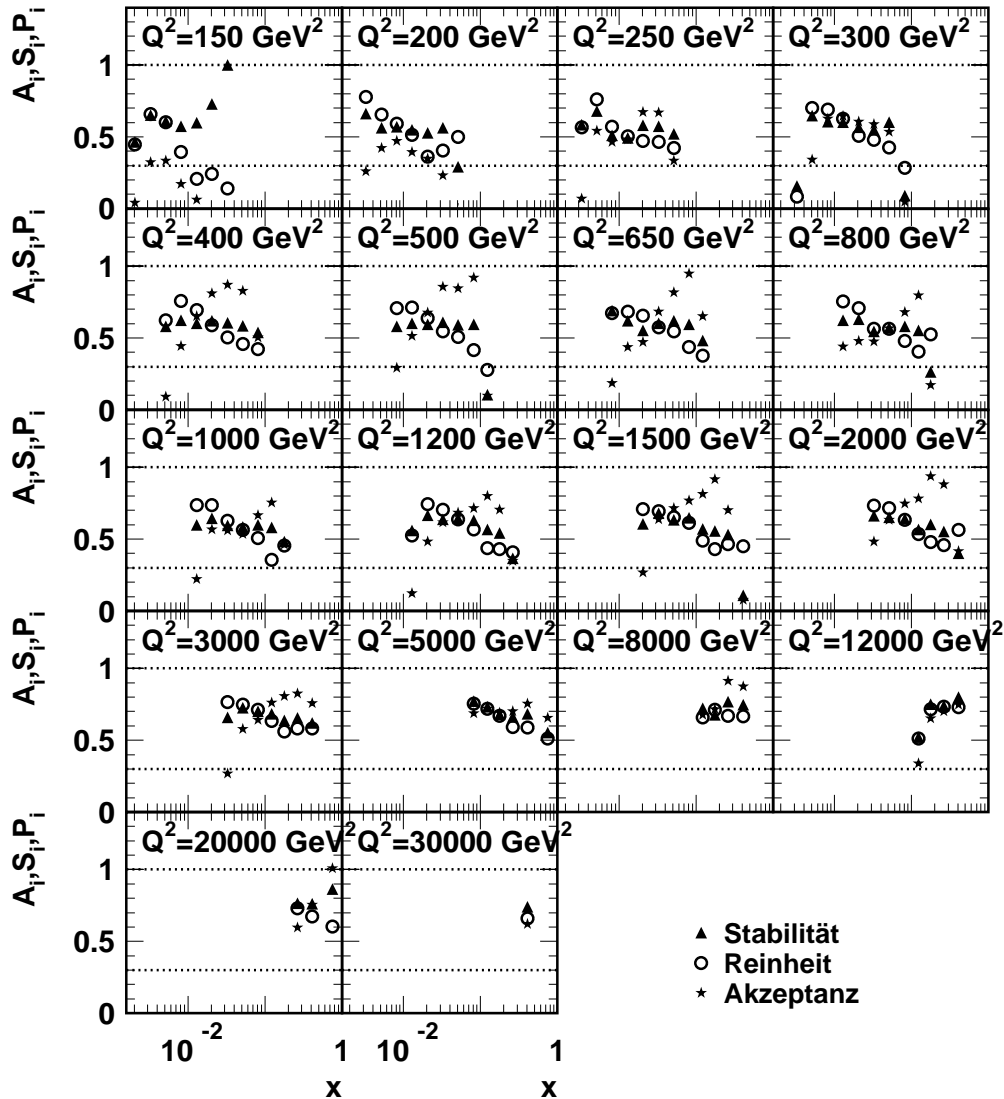 A_i,S_i,P_i
1
0.5
0
Q^2=150 GeV^2
Q^2=200 GeV^2
Q^2=250 GeV^2
Q^2=300 GeV^2
A_i,S_i,P_i
1
0.5
0
Q^2=400 GeV^2
Q^2=500 GeV^2
Q^2=650 GeV^2
Q^2=800 GeV^2
A_i,S_i,P_i
1
0.5
0
Q^2=1000 GeV^2
Q^2=1200 GeV^2
Q^2=1500 GeV^2
Q^2=2000 GeV^2
A_i,S_i,P_i
1
0.5
0
Q^2=3000 GeV^2
Q^2=5000 GeV^2
Q^2=8000 GeV^2
Q^2=12000 GeV^2
A_i,S_i,P_i
1
0.5
0
Q^2=20000 GeV^2
Q^2=30000 GeV^2
Stabilität
Reinheit
Akzeptanz
10^-2
1
10^-2
1
x
x